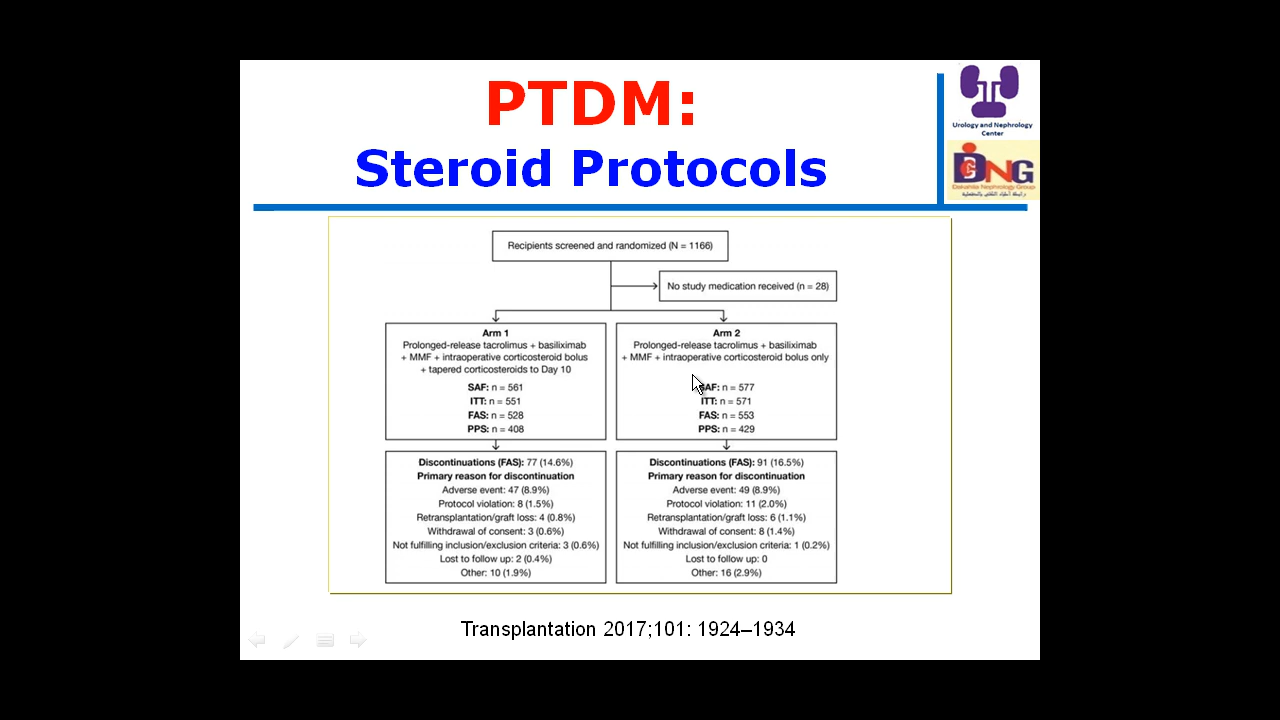 PTDM:
Steroid Protocols
Urology and Nephrology
Center
DNG
Dakahlia Nephrology Group
Recipients screened and randomized (N = 1166)
No study medication received (n = 28)
Arm 1
Prolonged-release tacrolimus + basiliximab
+ MMF + intraoperative corticosteroid bolus
+ tapered corticosteroids to Day 10
SAF: n = 561
ITT: n = 551
FAS: n = 528
PPS: n = 408
Arm 2
Prolonged-release tacrolimus + basiliximab
+ MMF + intraoperative corticosteroid bolus only
SAF: n = 577
ITT: n = 571
FAS: n = 553
PPS: n = 429
Discontinuations (FAS): 77 (14.6%)
Primary reason for discontinuation
Adverse event: 47 (8.9%)
Protocol violation: 8 (1.5%)
Retransplantation/graft loss: 4 (0.8%)
Withdrawal of consent: 3 (0.6%)
Not fulfilling inclusion/exclusion criteria: 3 (0.6%)
Lost to follow up: 2 (0.4%)
Other: 10 (1.9%)
Discontinuations (FAS): 91 (16.5%)
Primary reason for discontinuation
Adverse event: 49 (8.9%)
Protocol violation: 11 (2.0%)
Retransplantation/graft loss: 6 (1.1%)
Withdrawal of consent: 8 (1.4%)
Not fulfilling inclusion/exclusion criteria: 1 (0.2%)
Lost to follow up: 0
Other: 16 (2.9%)
Transplantation 2017;101: 1924–1934